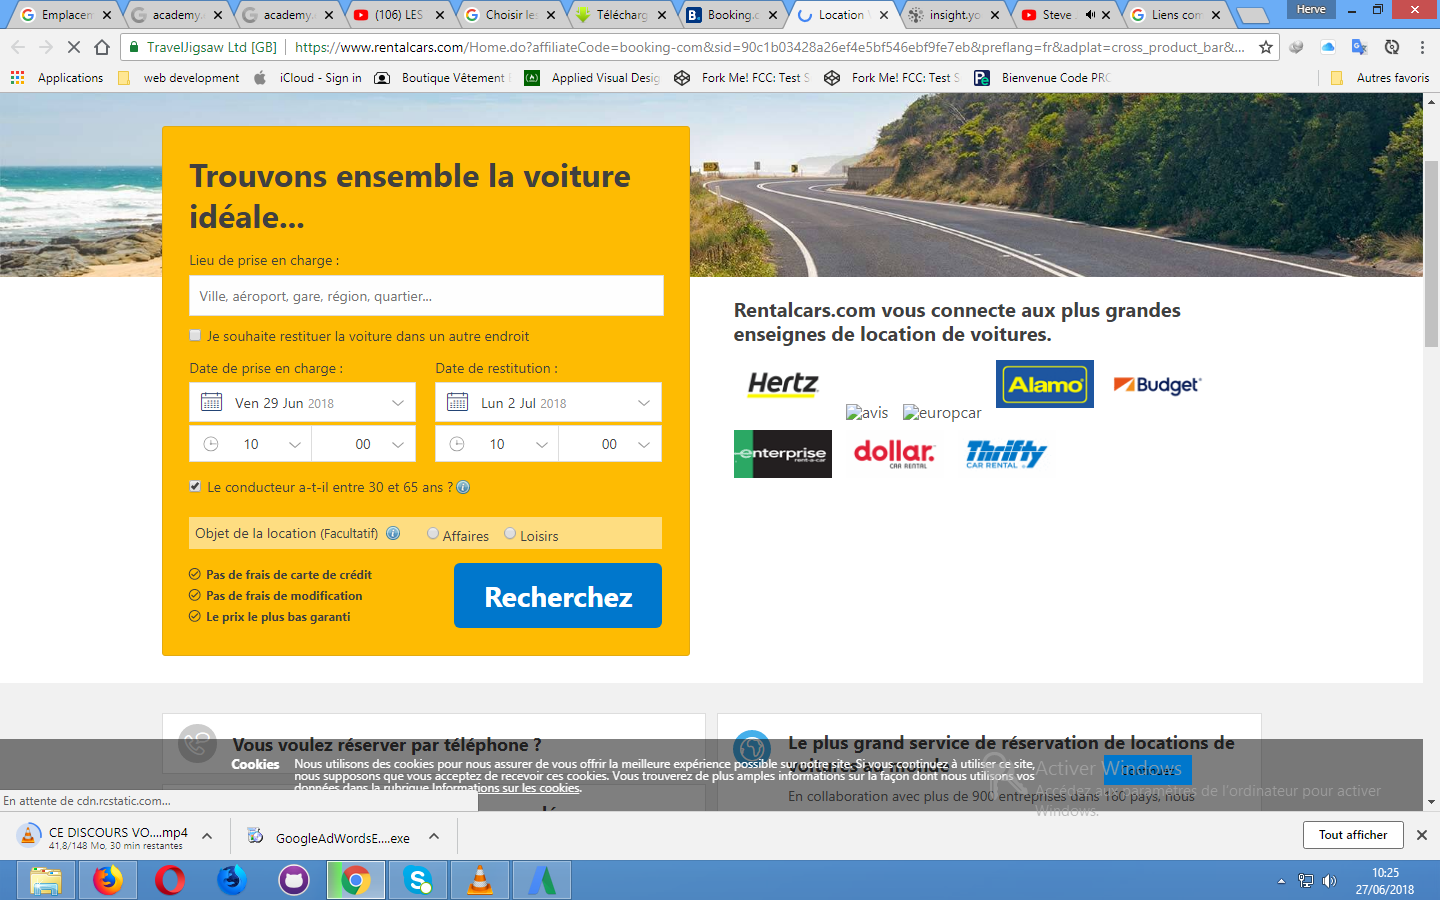 Emplacem
academy.
academy.
(106) LES
Choisir les
Télécharg
Booking.c
Location V
insight.yo
Steve
Liens com
Herve
TravelJigsaw Ltd [GB]
https://www.rentalcars.com/Home.do?affiliateCode=booking-com&sid=90c1b03428a26ef4e5bf546ebf9fe7eb&preflang=fr&adplat=cross_product_bar&...
Applications
web development
iCloud - Sign in
Boutique Vêtement
Applied Visual Desig
Fork Me! FCC: Test S
Fork Me! FCC: Test S
Bienvenue Code PRO
Autres favoris
Trouvons ensemble la voiture
idéale...
Lieu de prise en charge :
Ville, aéroport, gare, région, quartier...
Je souhaite restituer la voiture dans un autre endroit
Date de prise en charge :
Date de restitution :
Ven 29 Jun 2018
Lun 2 Jul 2018
10
00
10
00
Le conducteur a-t-il entre 30 et 65 ans ?
Objet de la location (Facultatif)
Affaires
Loisirs
Pas de frais de carte de crédit
Pas de frais de modification
Le prix le plus bas garanti
Recherchez
Rentalcars.com vous connecte aux plus grandes
enseignes de location de voitures.
Hertz
avis
europcar
Alamo
Budget
enterprise
rent-a-car
dollar.
CAR RENTAL
Thrifty
CAR RENTAL
Vous voulez réserver par téléphone ?
Le plus grand service de réservation de locations de
voitures au monde
En collaboration avec plus de 900 entreprises dans 160 pays, nous
Cookies
Nous utilisons des cookies pour nous assurer de vous offrir la meilleure expérience possible sur notre site. Si vous continuez à utiliser ce site,
nous supposons que vous acceptez de recevoir ces cookies. Vous trouverez de plus amples informations sur la façon dont nous utilisons vos
données dans la rubrique Informations sur les cookies.
Activer Windows
Accédez aux paramètres de l'ordinateur pour activer
Windows.
En attente de cdn.rcstatic.com...
CE DISCOURS VO....mp4
41,8/148 Mo, 30 min restantes
GoogleAdWordsE....exe
Tout afficher
10:25
27/06/2018